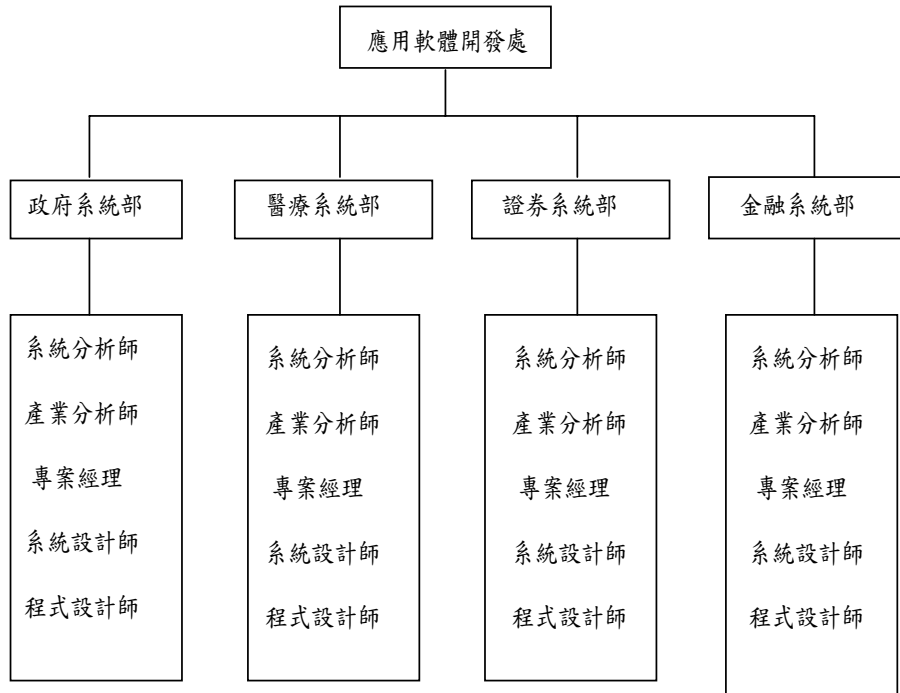 應用軟體開發處
政府系統部
醫療系統部
證券系統部
金融系統部
系統分析師
產業分析師
專案經理
系統設計師
程式設計師
系統分析師
產業分析師
專案經理
系統設計師
程式設計師
系統分析師
產業分析師
專案經理
系統設計師
程式設計師
系統分析師
產業分析師
專案經理
系統設計師
程式設計師